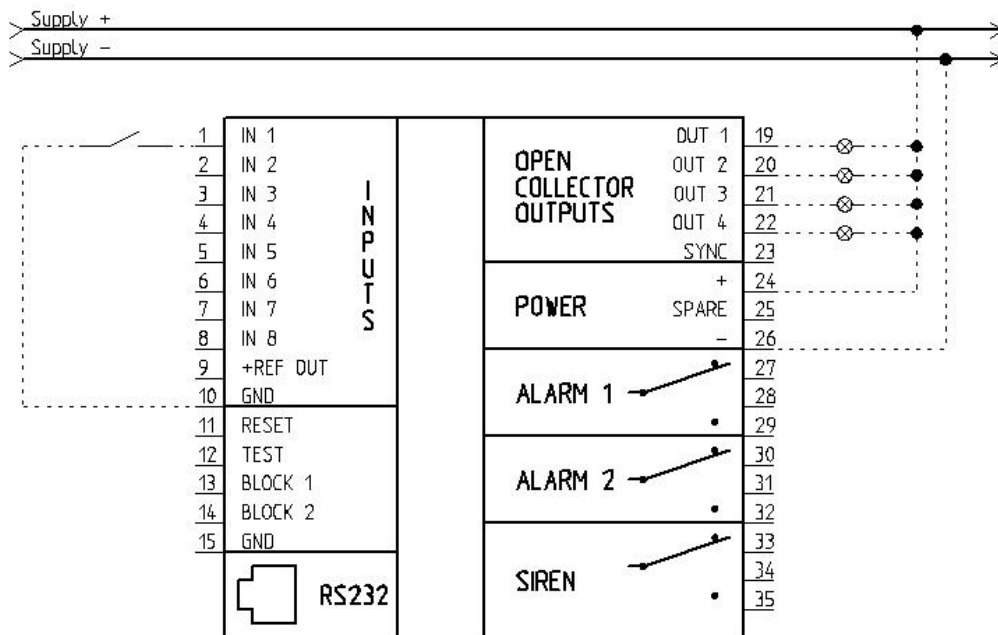 Supply +
Supply -
1 IN 1
2 IN 2
3 IN 3
4 IN 4
5 IN 5
6 IN 6
7 IN 7
8 IN 8
9 +REF OUT
10 GND
11 RESET
12 TEST
13 BLOCK 1
14 BLOCK 2
15 GND
INPUTS
RS232
OPEN
COLLECTOR
OUTPUTS
OUT 1 19
OUT 2 20
OUT 3 21
OUT 4 22
SYNC 23
POWER
+ 24
SPARE 25
- 26
ALARM 1
27
28
29
ALARM 2
30
31
32
SIREN
33
34
35